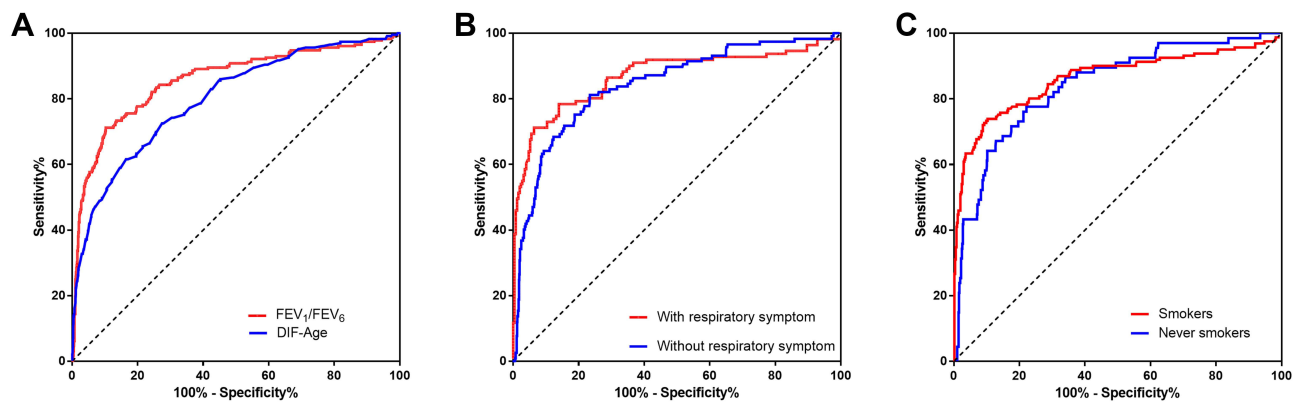 A
100
80
60
40
20
0
Sensitivity%
0 20 40 60 80 100
100% - Specificity%
FEV₁/FEV₆
DIF-Age
B
100
80
60
40
20
0
Sensitivity%
0 20 40 60 80 100
100% - Specificity%
With respiratory symptom
Without respiratory symptom
C
100
80
60
40
20
0
Sensitivity%
0 20 40 60 80 100
100% - Specificity%
Smokers
Never smokers